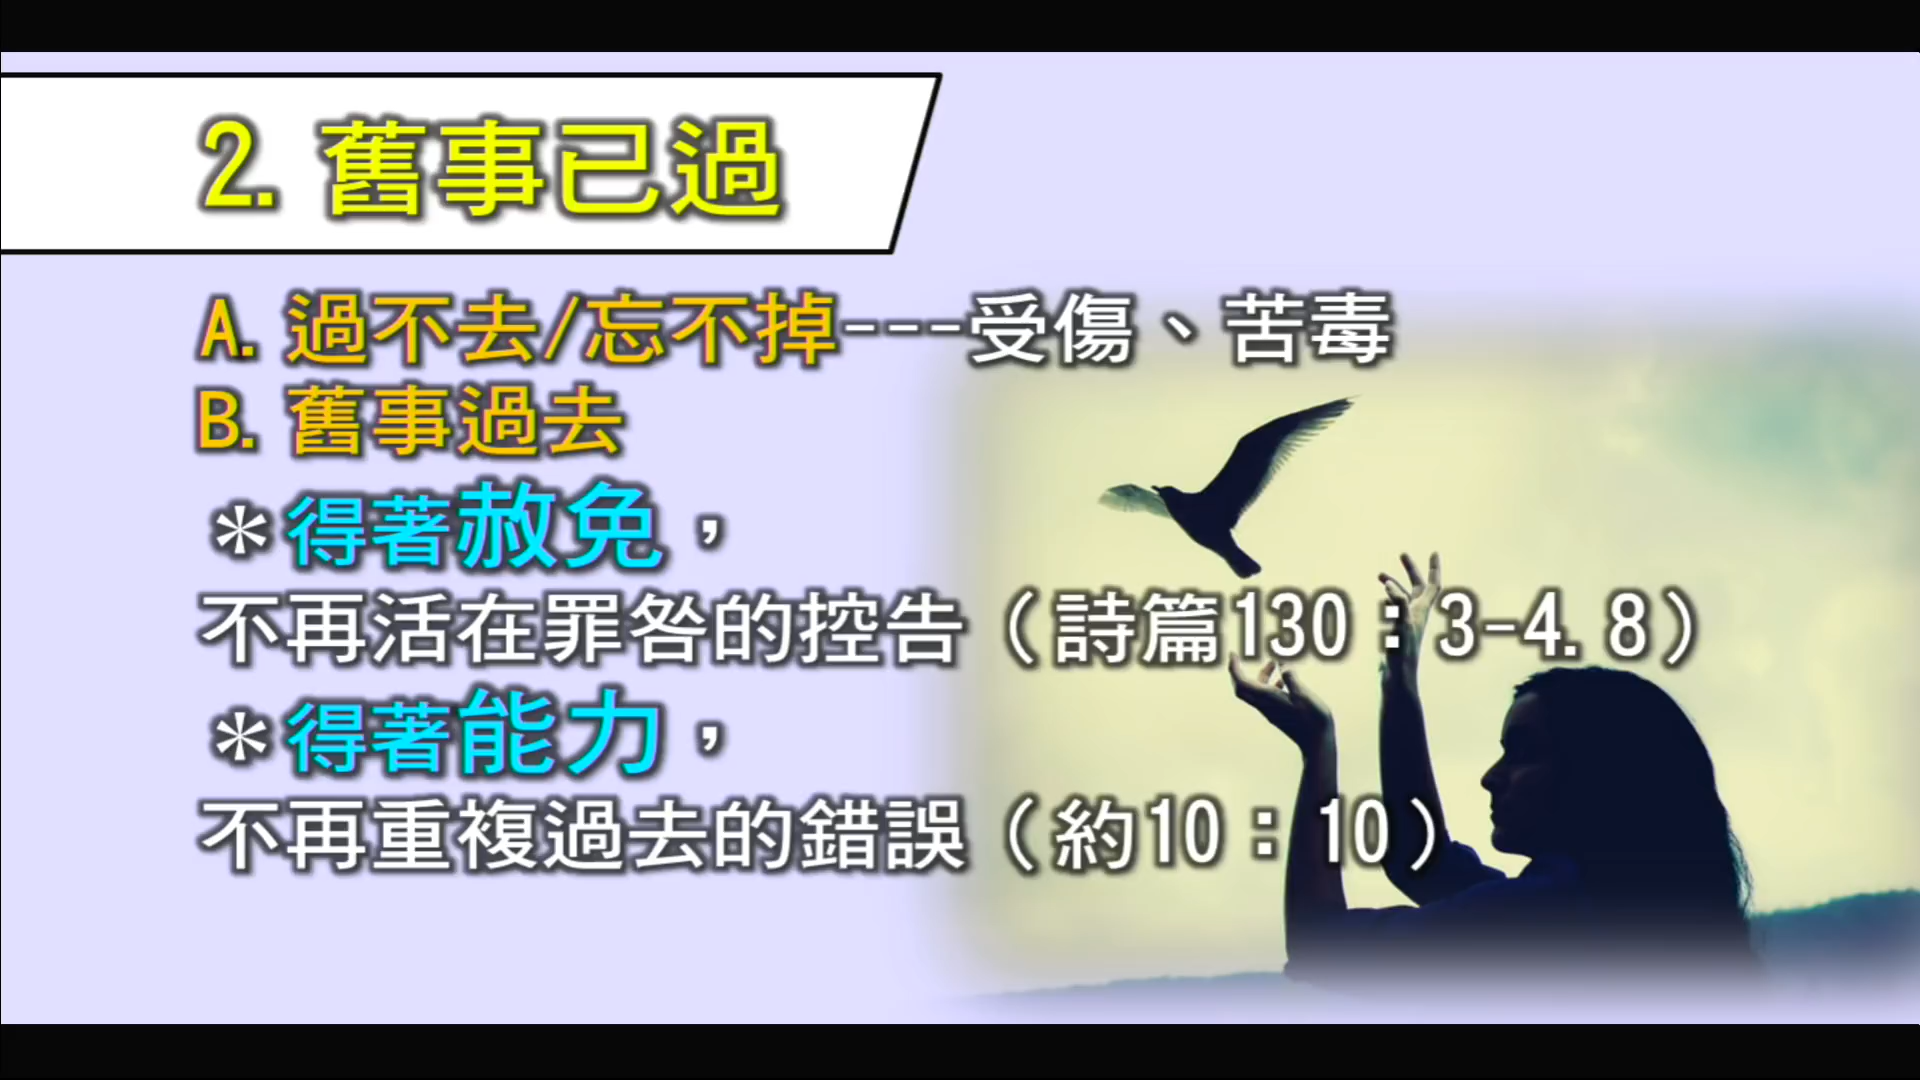 2. 舊事已過
A. 過不去/忘不掉---受傷、苦毒
B. 舊事過去
＊得著赦免，
不再活在罪咎的控告（詩篇130：3-4.8）
＊得著能力，
不再重複過去的錯誤（約10：10）